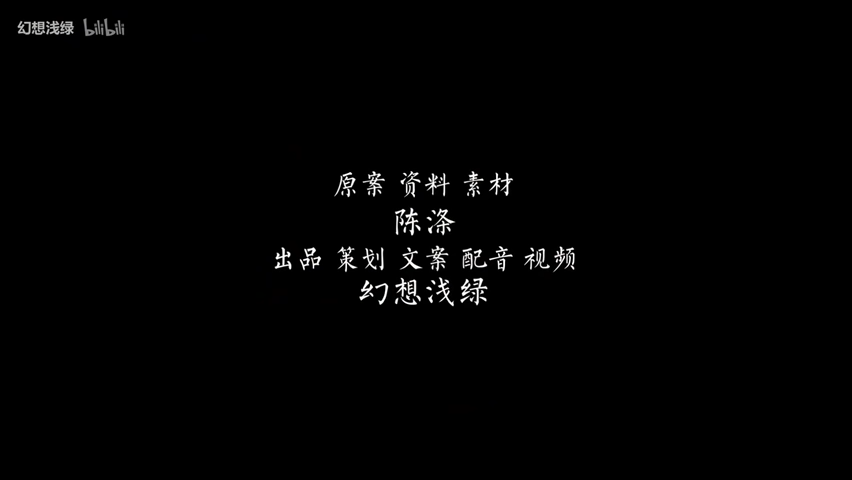 幻想浅绿 bilibili
原案 资料 素材
陈涤
出品 策划 文案 配音 视频
幻想浅绿